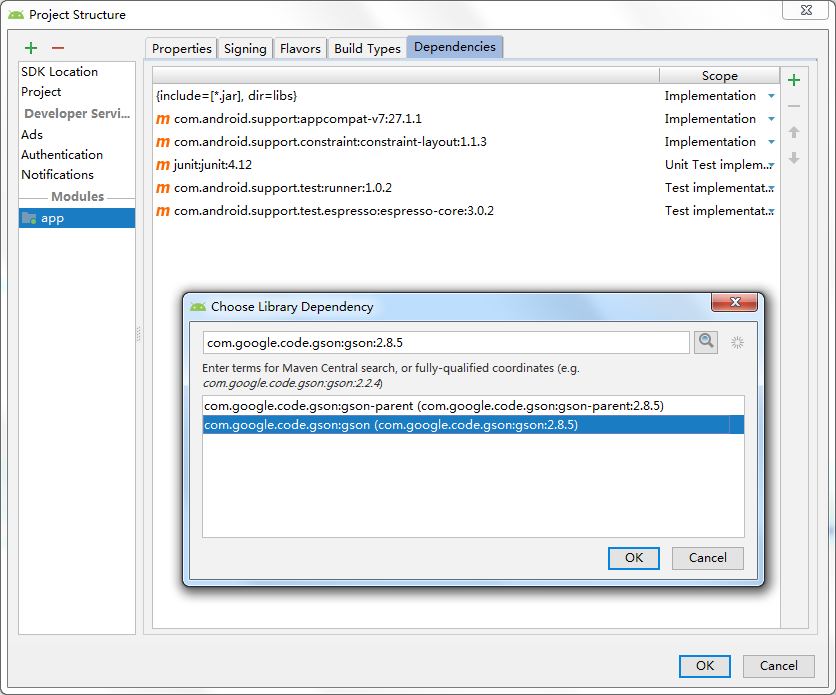 Project Structure
Properties
Signing
Flavors
Build Types
Dependencies
SDK Location
Project
Developer Servi...
Ads
Authentication
Notifications
Modules
app
Scope
{include=[*.jar], dir=libs} Implementation
m com.android.support:appcompat-v7:27.1.1 Implementation
m com.android.support.constraint:constraint-layout:1.1.3 Implementation
m junit:junit:4.12 Unit Test implem...
m com.android.support.test:runner:1.0.2 Test implementat...
m com.android.support.test.espresso:espresso-core:3.0.2 Test implementat...
Choose Library Dependency
com.google.code.gson:gson:2.8.5
Enter terms for Maven Central search, or fully-qualified coordinates (e.g.
com.google.code.gson:gson:2.2.4)
com.google.code.gson:gson-parent (com.google.code.gson:gson-parent:2.8.5)
com.google.code.gson:gson (com.google.code.gson:gson:2.8.5)
OK Cancel
OK Cancel